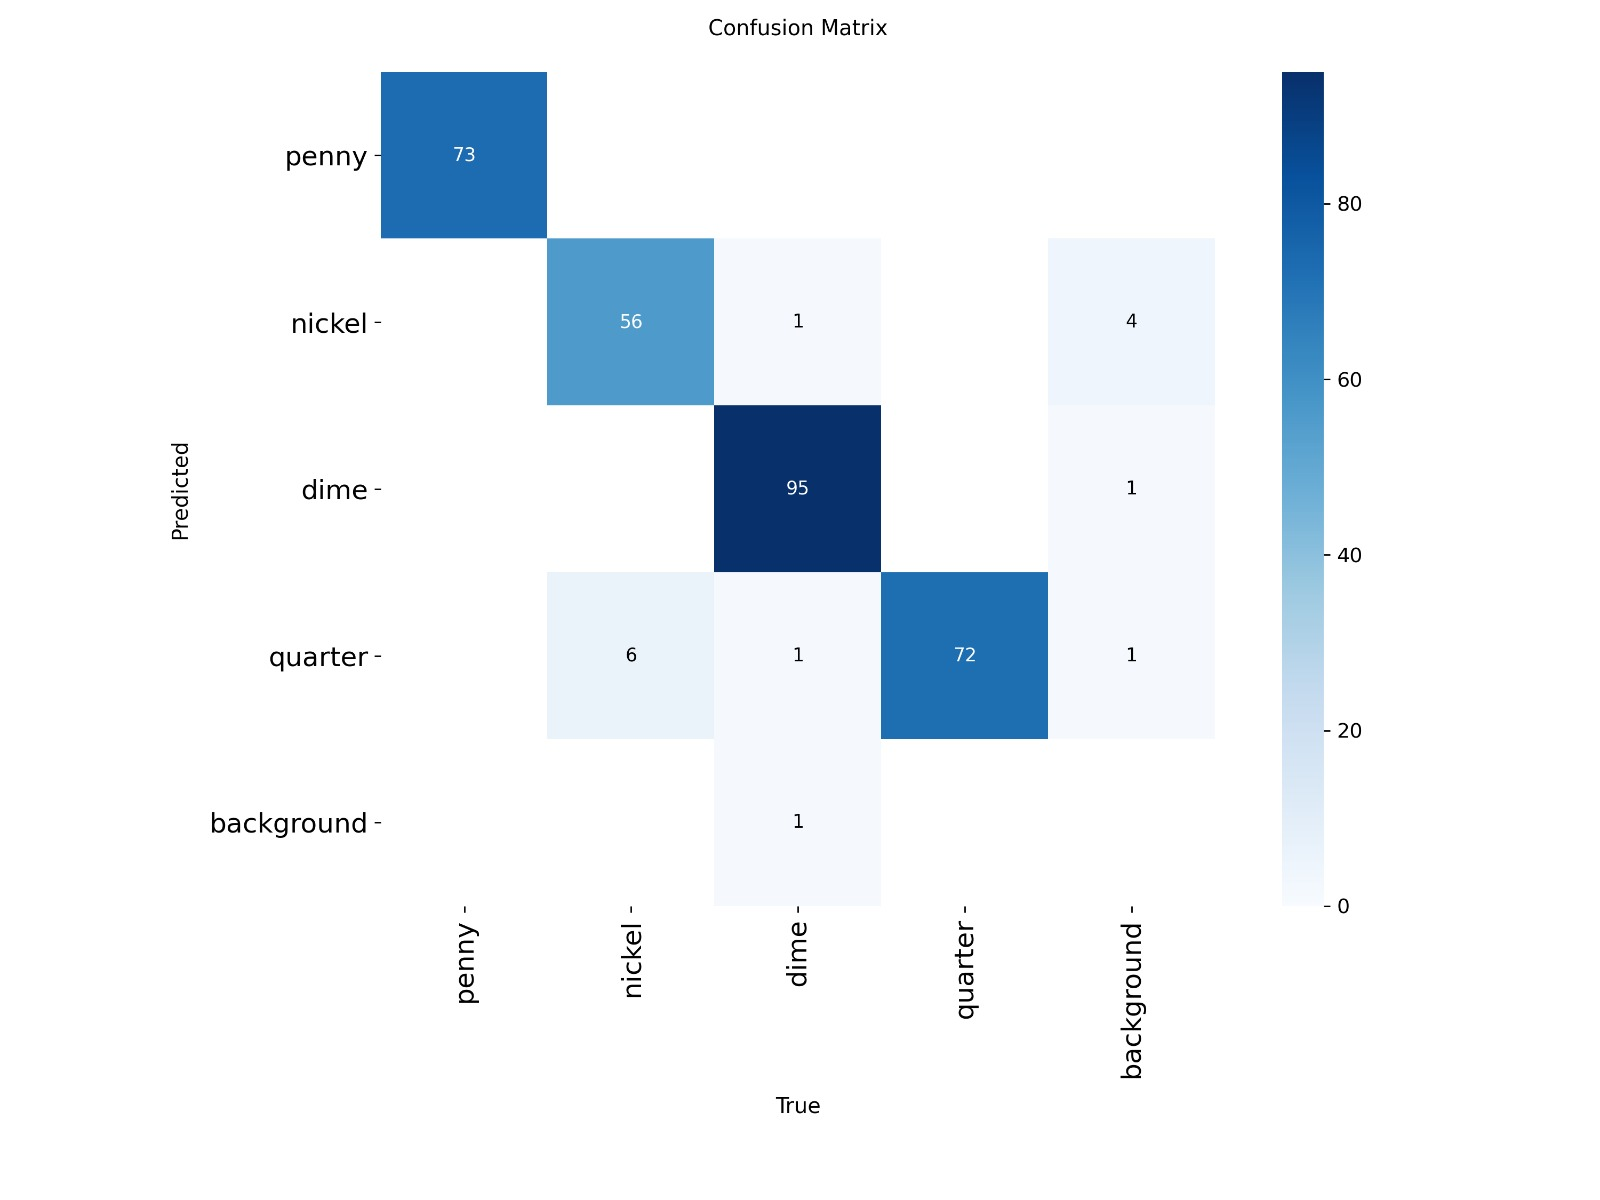 Confusion Matrix
penny
73
nickel
56 1 4
dime
95 1
quarter
6 1 72 1
background
1
Predicted
penny nickel dime quarter background
True
80
60
40
20
0